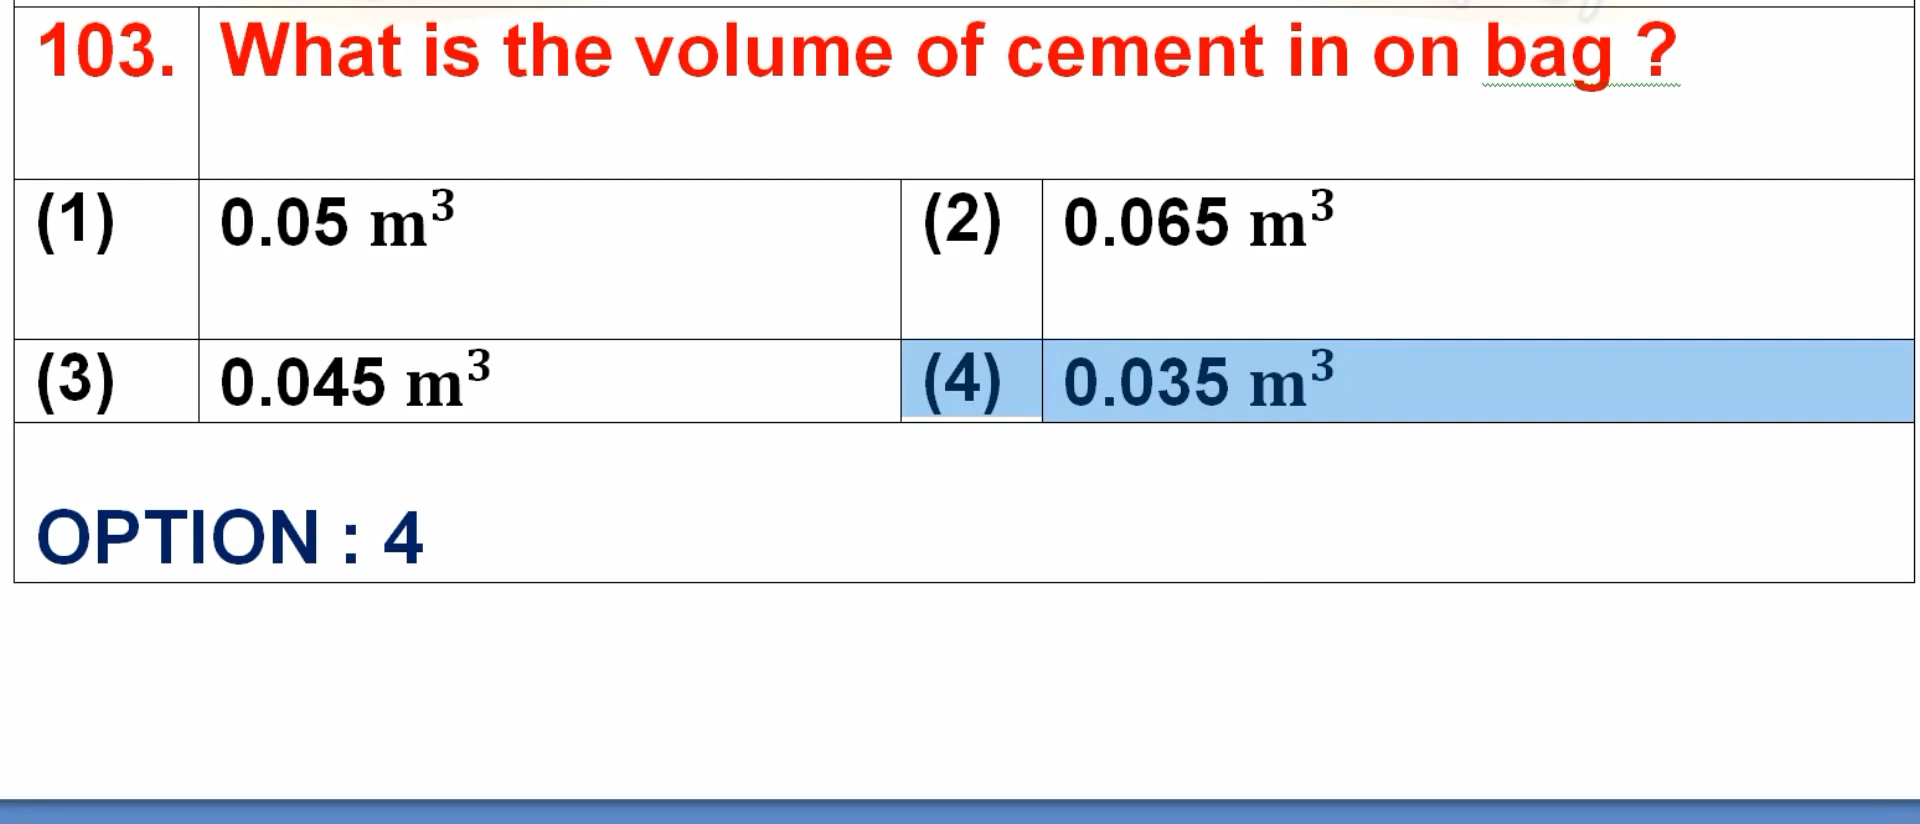 103. What is the volume of cement in on bag ?
(1) 0.05 m³ (2) 0.065 m³
(3) 0.045 m³ (4) 0.035 m³
OPTION : 4